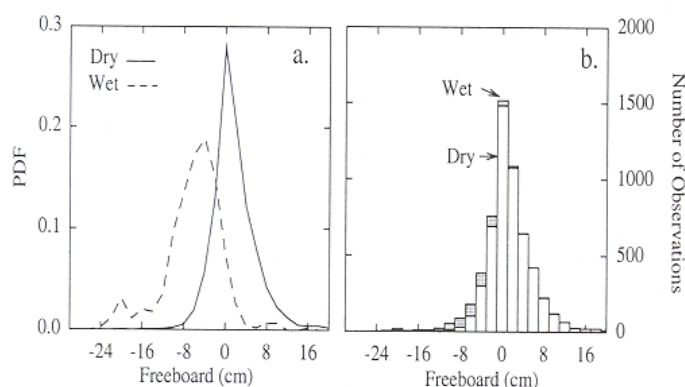 0.3
0.2
0.1
0.0
PDF
Dry
Wet
a.
-24 -16 -8 0 8 16
Freeboard (cm)
b.
Wet
Dry
2000
1500
1000
500
0
Number of Observations
-24 -16 -8 0 8 16
Freeboard (cm)